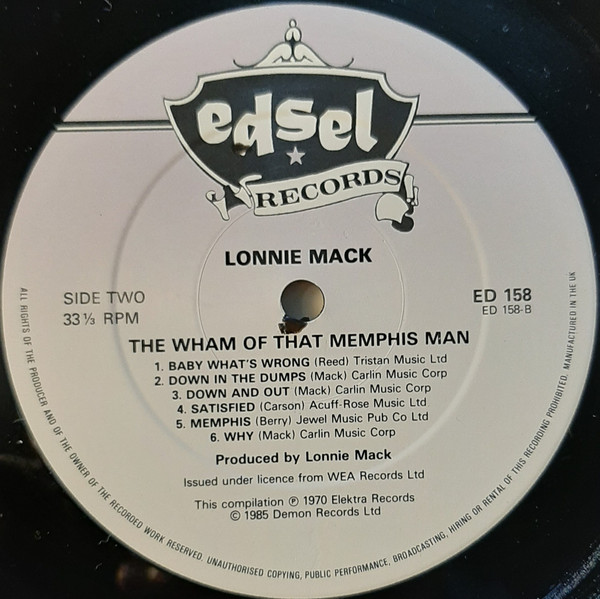 edsel
RECORDS
LONNIE MACK
SIDE TWO
33 ⅓ RPM
ED 158
ED 158-B
THE WHAM OF THAT MEMPHIS MAN
1. BABY WHAT'S WRONG (Reed) Tristan Music Ltd
2. DOWN IN THE DUMPS (Mack) Carlin Music Corp
3. DOWN AND OUT (Mack) Carlin Music Corp
4. SATISFIED (Carson) Acuff-Rose Music Ltd
5. MEMPHIS (Berry) Jewel Music Pub Co Ltd
6. WHY (Mack) Carlin Music Corp
Produced by Lonnie Mack
Issued under licence from WEA Records Ltd
This compilation ℗ 1970 Elektra Records
© 1985 Demon Records Ltd
ALL RIGHTS OF THE PRODUCER AND OF THE OWNER OF THE RECORDED WORK RESERVED. UNAUTHORISED COPYING, PUBLIC PERFORMANCE, BROADCASTING, HIRING OR RENTAL OF THIS RECORDING PROHIBITED. MANUFACTURED IN THE UK